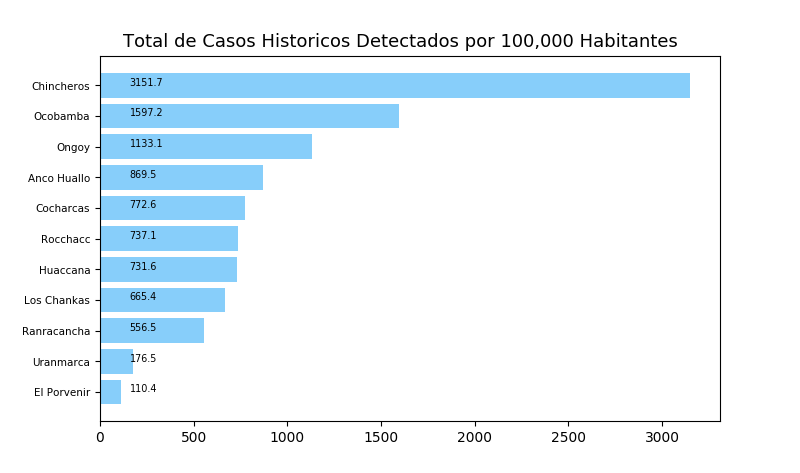 Total de Casos Historicos Detectados por 100,000 Habitantes
Chincheros 3151.7
Ocobamba 1597.2
Ongoy 1133.1
Anco Huallo 869.5
Cocharcas 772.6
Rocchacc 737.1
Huaccana 731.6
Los Chankas 665.4
Ranracancha 556.5
Uranmarca 176.5
El Porvenir 110.4
0 500 1000 1500 2000 2500 3000